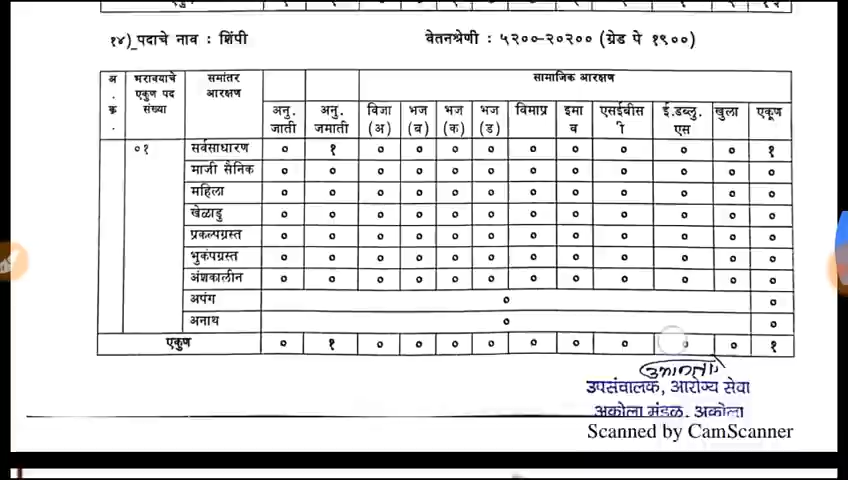 १४) पदाचे नाव : शिंपी वेतनश्रेणी : ५२००-२०२०० (ग्रेड पे १९००)
अ.क्र. भरावयाचे एकुण पद संख्या समांतर आरक्षण सामाजिक आरक्षण
अनु. जाती अनु. जमाती विजा (अ) भज (ब) भज (क) भज (ड) विमाप्र इमाव एसईबीसी ई.डब्लु.एस खुला एकूण
०१ सर्वसाधारण ० १ ० ० ० ० ० ० ० ० ० १
माजी सैनिक ० ० ० ० ० ० ० ० ० ० ० ०
महिला ० ० ० ० ० ० ० ० ० ० ० ०
खेळाडु ० ० ० ० ० ० ० ० ० ० ० ०
प्रकल्पग्रस्त ० ० ० ० ० ० ० ० ० ० ० ०
भुकंपग्रस्त ० ० ० ० ० ० ० ० ० ० ० ०
अंशकालीन ० ० ० ० ० ० ० ० ० ० ० ०
अपंग ० ०
अनाथ ० ०
एकुण ० १ ० ० ० ० ० ० ० ० ० १
उपसंचालक, आरोग्य सेवा
अकोला मंडळ, अकोला
Scanned by CamScanner